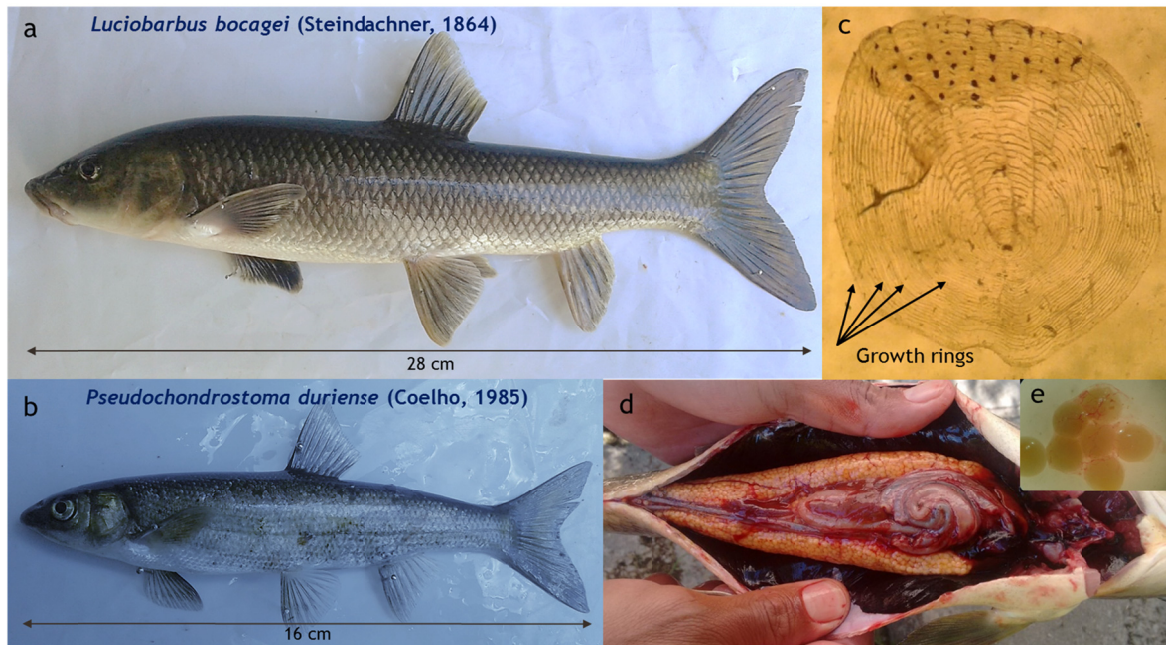 a
Luciobarbus bocagei (Steindachner, 1864)
28 cm
b
Pseudochondrostoma duriense (Coelho, 1985)
16 cm
c
Growth rings
d
e